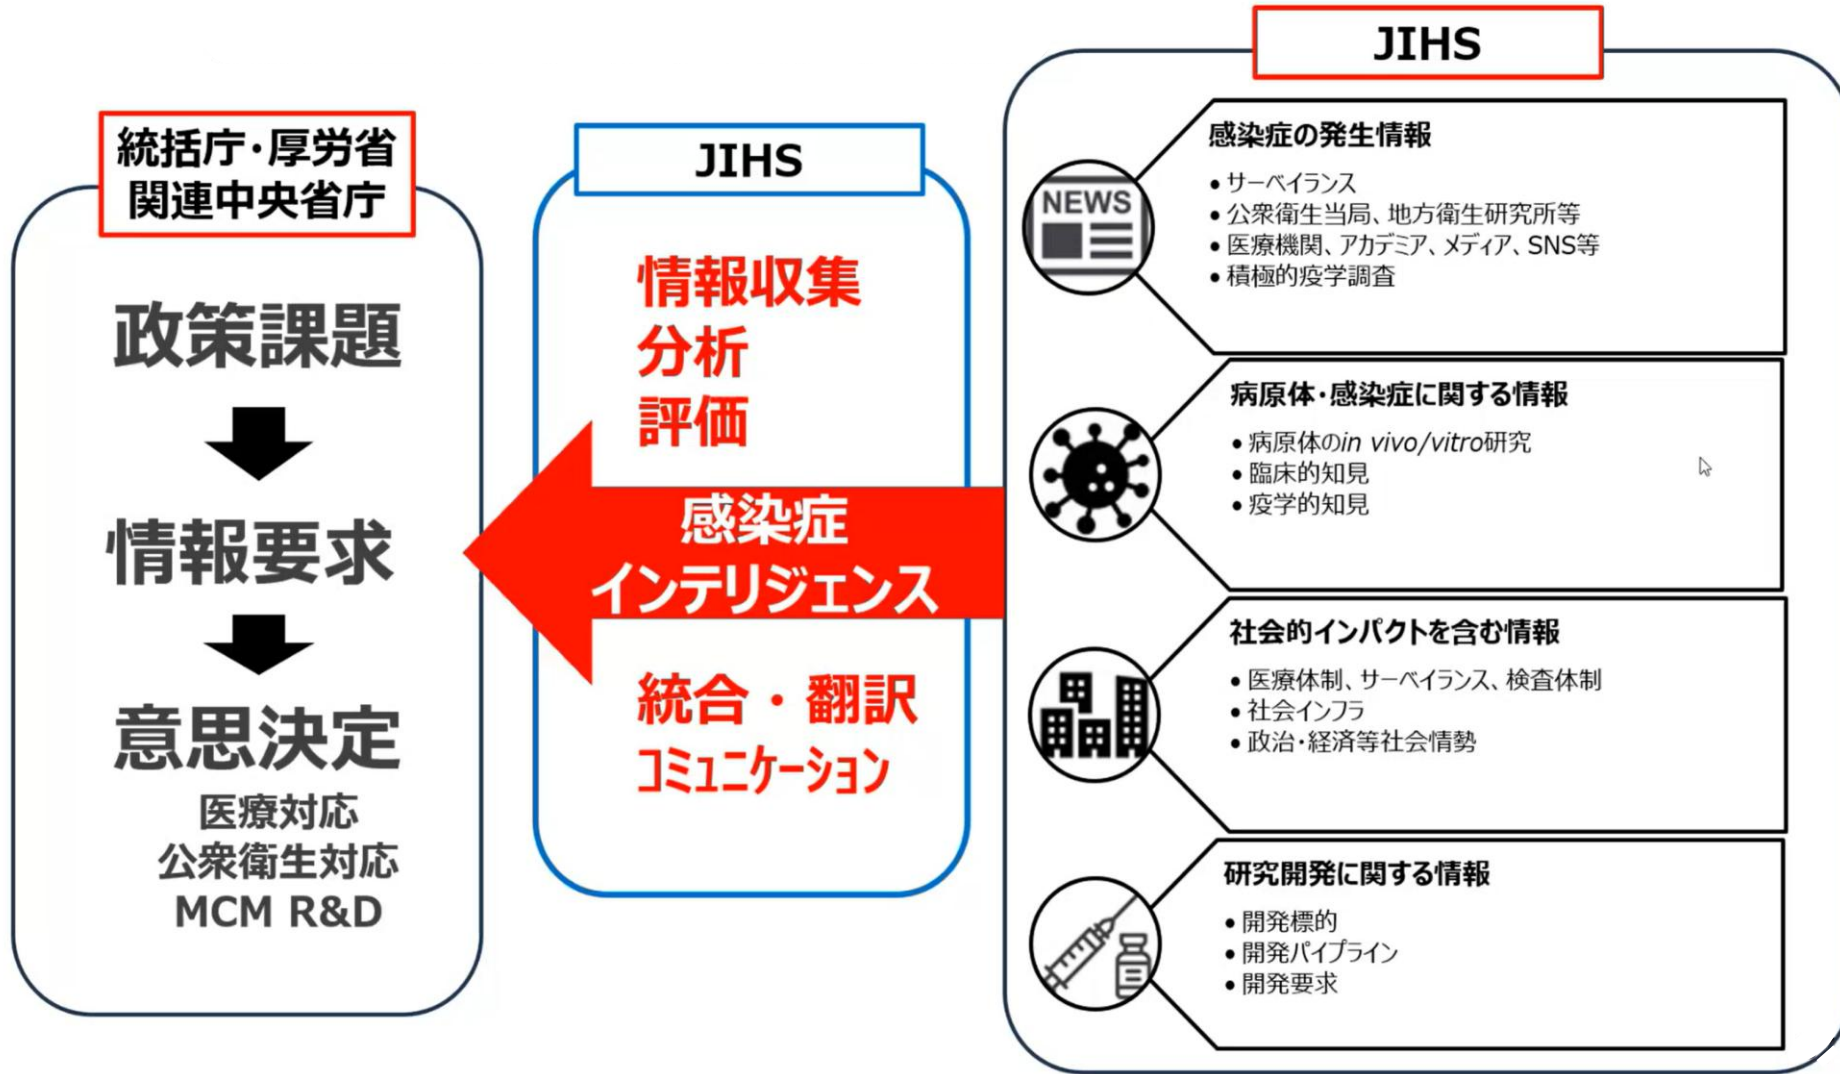 統括庁・厚労省
関連中央省庁
政策課題
情報要求
意思決定
医療対応
公衆衛生対応
MCM R&D
JIHS
情報収集
分析
評価
感染症
インテリジェンス
統合・翻訳
コミュニケーション
JIHS
NEWS
感染症の発生情報
• サーベイランス
• 公衆衛生当局、地方衛生研究所等
• 医療機関、アカデミア、メディア、SNS等
• 積極的疫学調査
病原体・感染症に関する情報
• 病原体のin vivo/vitro研究
• 臨床的知見
• 疫学的知見
社会的インパクトを含む情報
• 医療体制、サーベイランス、検査体制
• 社会インフラ
• 政治・経済等社会情勢
研究開発に関する情報
• 開発標的
• 開発パイプライン
• 開発要求